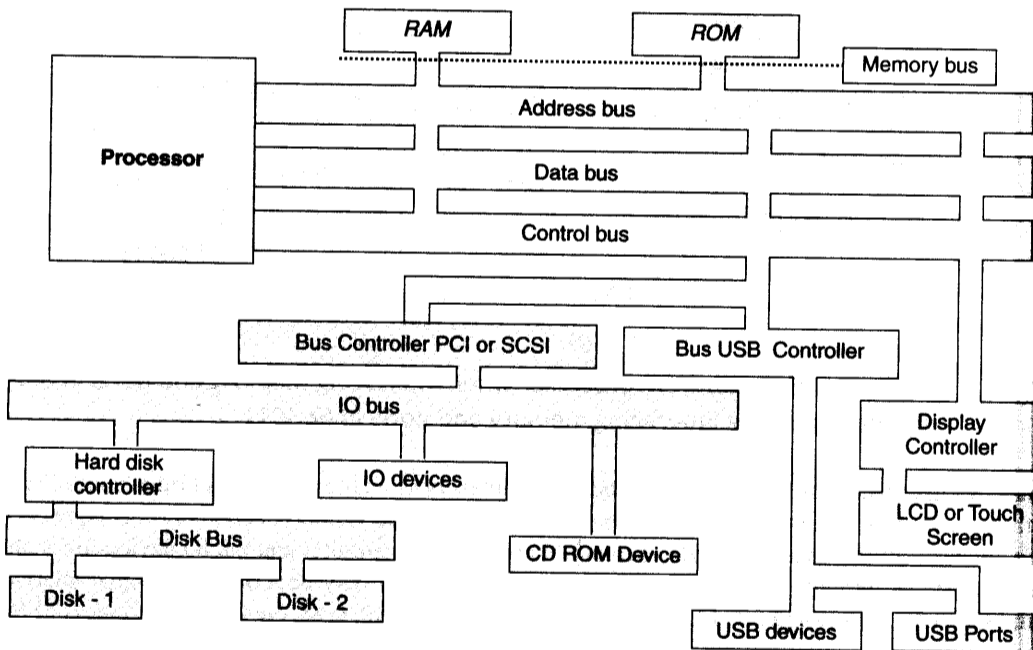 RAM
ROM
Memory bus
Address bus
Processor
Data bus
Control bus
Bus Controller PCI or SCSI
Bus USB Controller
IO bus
Display
Controller
Hard disk
controller
IO devices
LCD or Touch
Screen
Disk Bus
CD ROM Device
Disk - 1
Disk - 2
USB devices
USB Ports